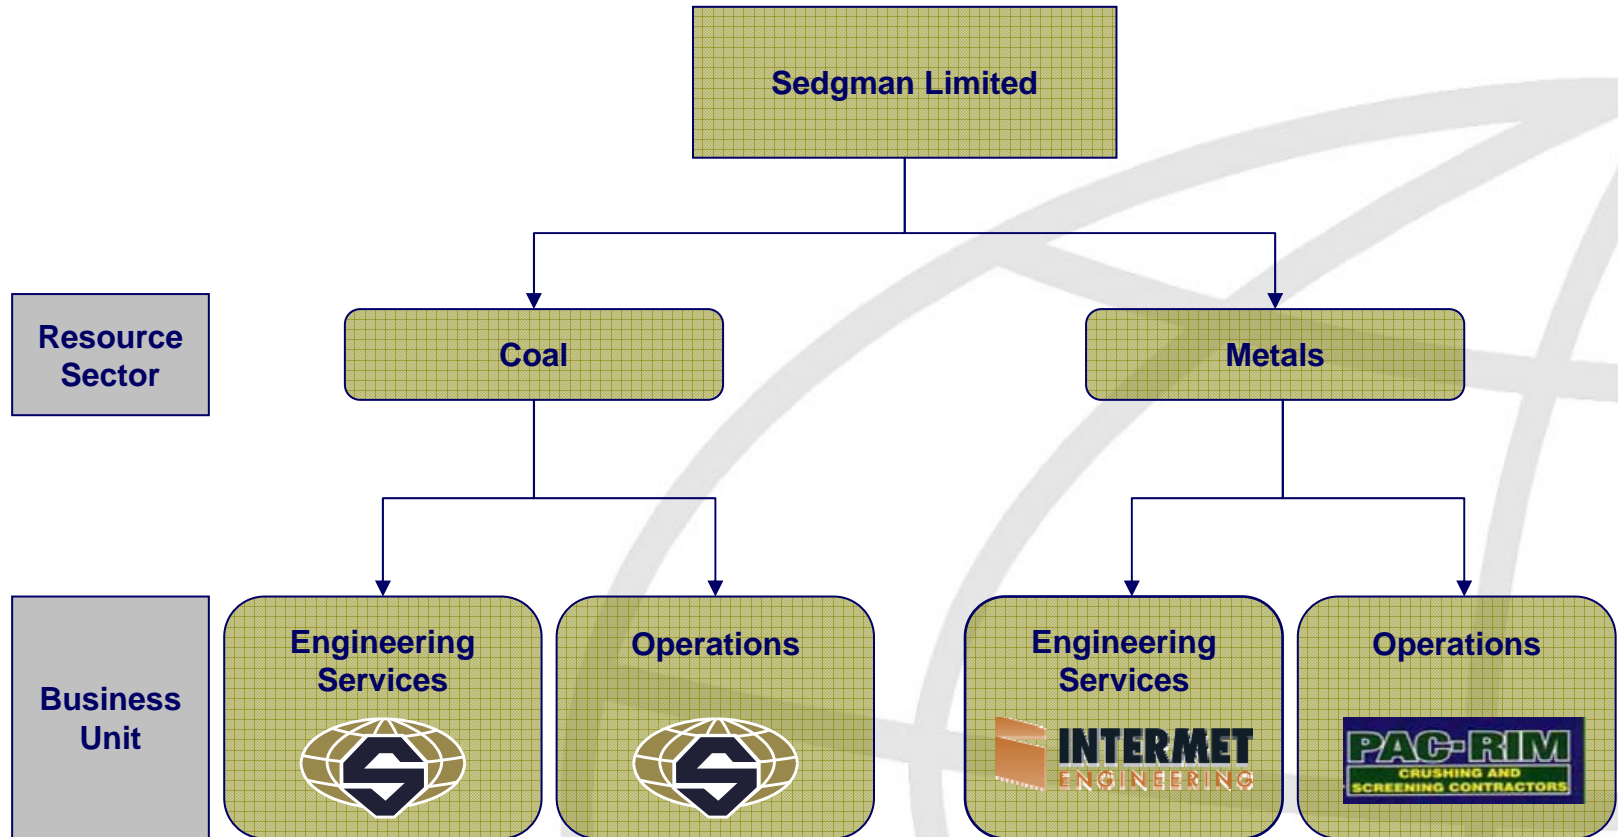 Sedgman Limited
Resource
Sector
Coal
Metals
Business
Unit
Engineering
Services
Operations
Engineering
Services
INTERMET
ENGINEERING
Operations
PAC-RIM
CRUSHING AND
SCREENING CONTRACTORS